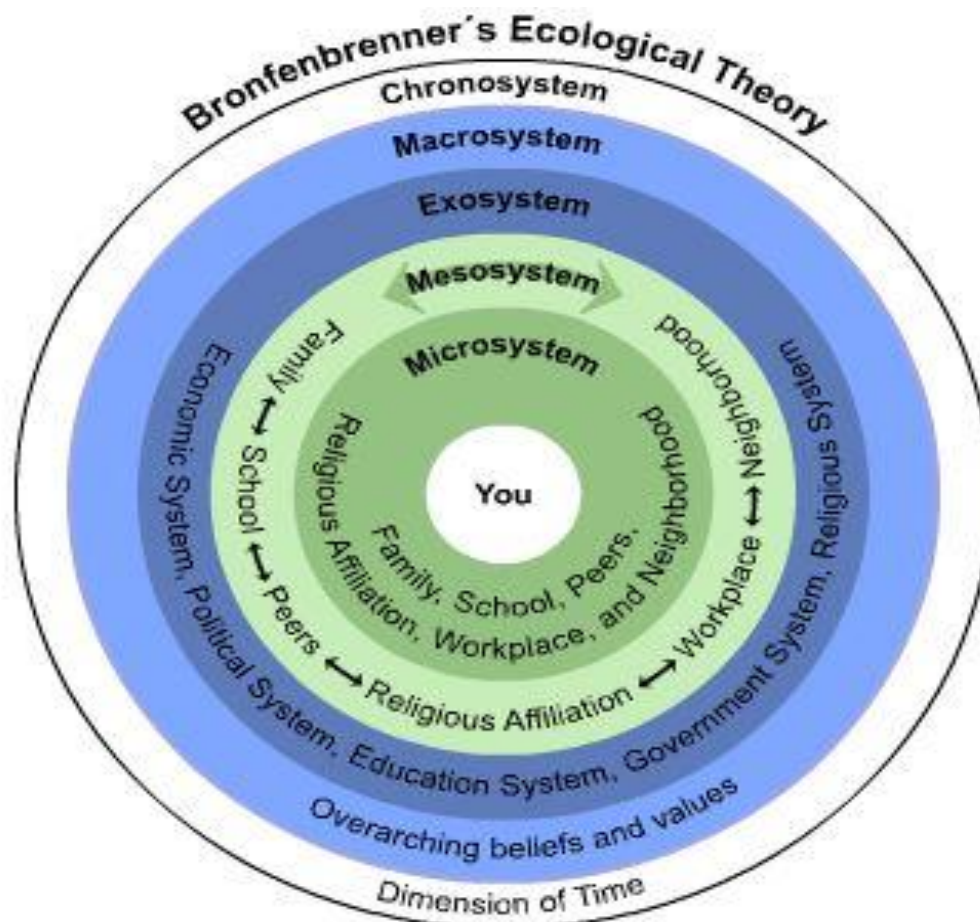 Bronfenbrenner´s Ecological Theory
Chronosystem
Macrosystem
Exosystem
Mesosystem
Microsystem
You
Family, School, Peers,
Religious Affiliation, Workplace, and Neighborhood
Family ↔ School ↔ Peers ↔ Religious Affiliation ↔ Workplace ↔ Neighborhood
Economic System, Political System, Education System, Government System, Religious System
Overarching beliefs and values
Dimension of Time